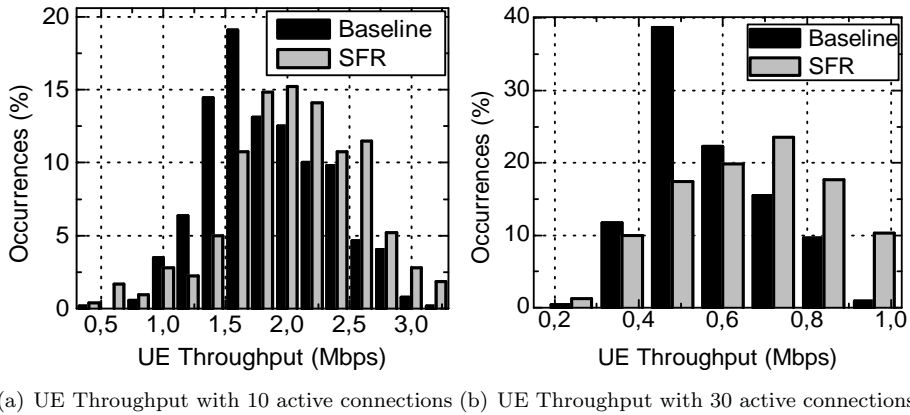 20
15
10
5
0
Occurrences (%)
Baseline
SFR
0,5 1,0 1,5 2,0 2,5 3,0
UE Throughput (Mbps)
40
30
20
10
0
Occurrences (%)
Baseline
SFR
0,2 0,4 0,6 0,8 1,0
UE Throughput (Mbps)
a) UE Throughput with 10 active connections (b) UE Throughput with 30 active connections